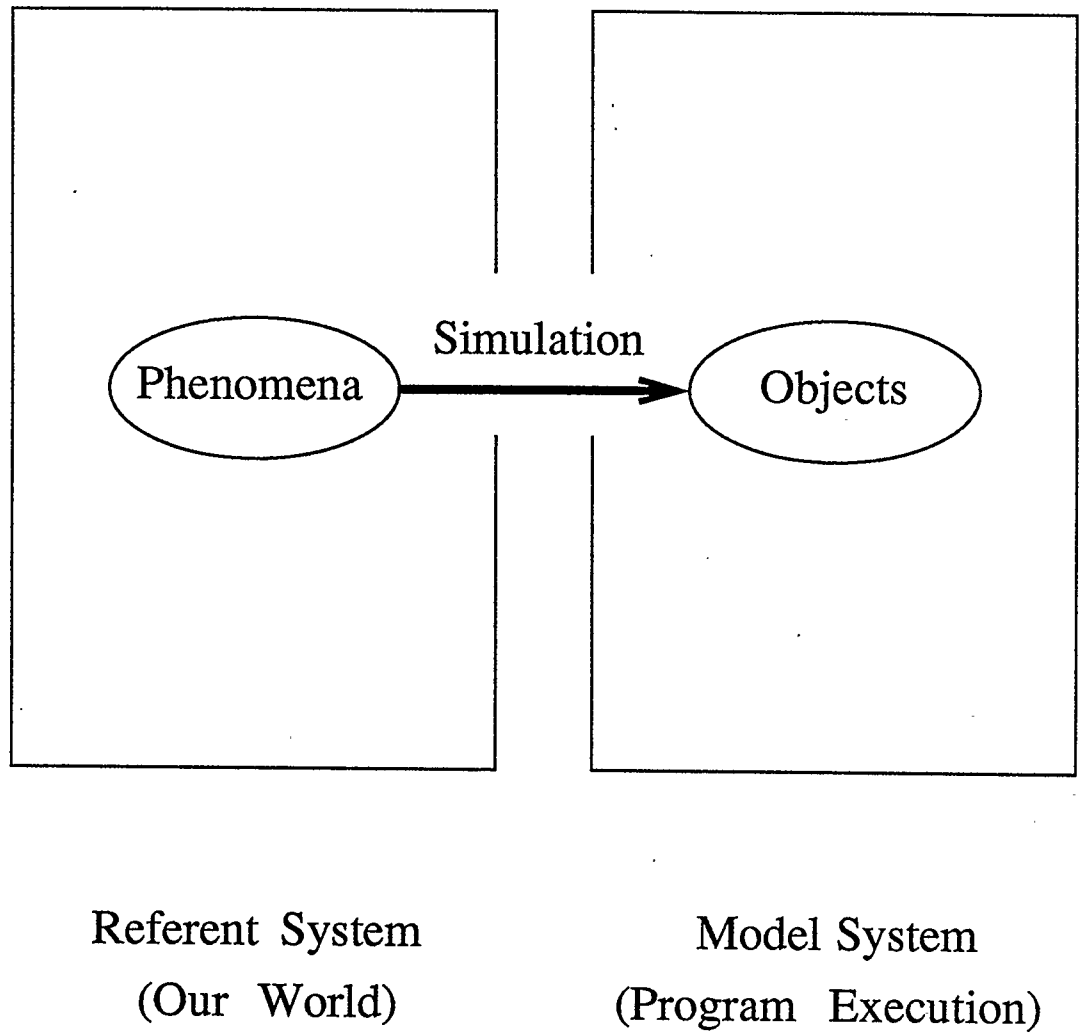 Simulation
Phenomena
Objects
Referent System
(Our World)
Model System
(Program Execution)